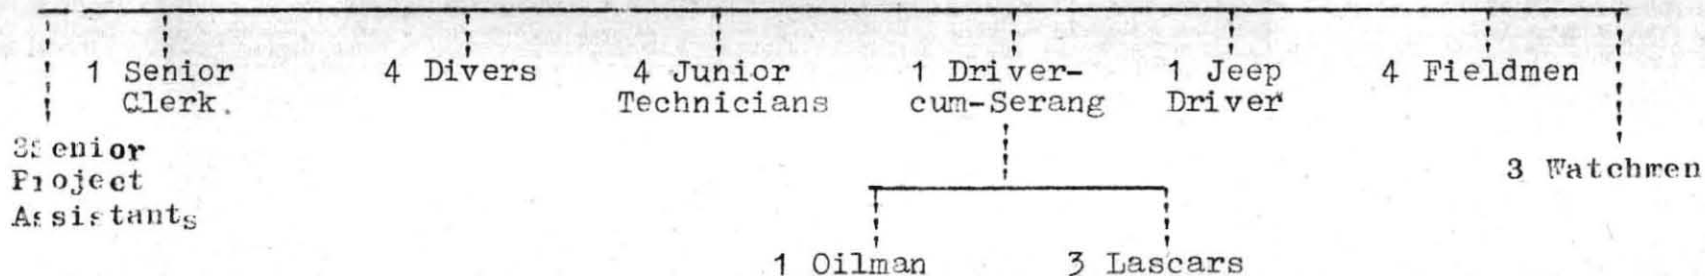 1 Senior
Clerk.
4 Divers
4 Junior
Technicians
1 Driver-
cum-Serang
1 Jeep
Driver
4 Fieldmen
Senior
Project
Assistants
3 Watchmen
1 Oilman
3 Lascars